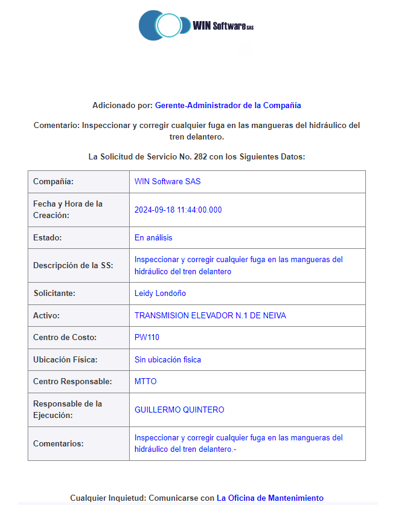 WIN Software SAS
Adicionado por: Gerente-Administrador de la Compañía
Comentario: Inspeccionar y corregir cualquier fuga en las mangueras del hidráulico del
tren delantero.
La Solicitud de Servicio No. 282 con los Siguientes Datos:
Compañía: WIN Software SAS
Fecha y Hora de la
Creación: 2024-09-18 11:44:00.000
Estado: En análisis
Descripción de la SS: Inspeccionar y corregir cualquier fuga en las mangueras del
hidráulico del tren delantero
Solicitante: Leidy Londoño
Activo: TRANSMISION ELEVADOR N.1 DE NEIVA
Centro de Costo: PW110
Ubicación Física: Sin ubicación física
Centro Responsable: MTTO
Responsable de la
Ejecución: GUILLERMO QUINTERO
Comentarios: Inspeccionar y corregir cualquier fuga en las mangueras del
hidráulico del tren delantero.-
Cualquier Inquietud: Comunicarse con La Oficina de Mantenimiento